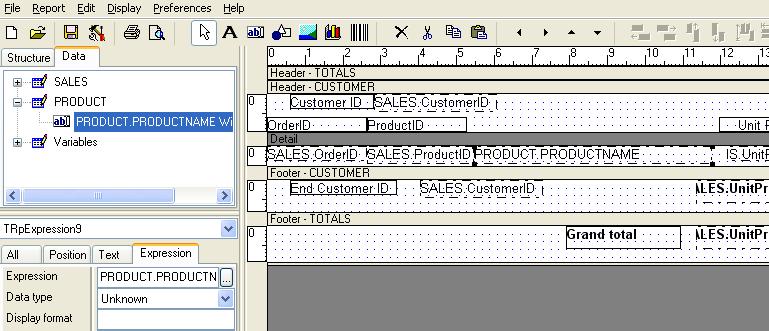 File Report Edit Display Preferences Help
A ab
Structure Data
SALES
PRODUCT
ab PRODUCT.PRODUCTNAME Wi
Variables
TRpExpression9
All Position Text Expression
Expression PRODUCT.PRODUCTN ...
Data type Unknown
Display format
0 1 2 3 4 5 6 7 8 9 10 11 12 13
Header - TOTALS
Header - CUSTOMER
0 Customer ID SALES.CustomerID
OrderID ProductID Unit P
Detail
0 SALES.OrderID SALES.ProductID PRODUCT.PRODUCTNAME IS.UnitP
Footer - CUSTOMER
0 End Customer ID SALES.CustomerID ALES.UnitPr
Footer - TOTALS
0 Grand total ALES.UnitPr